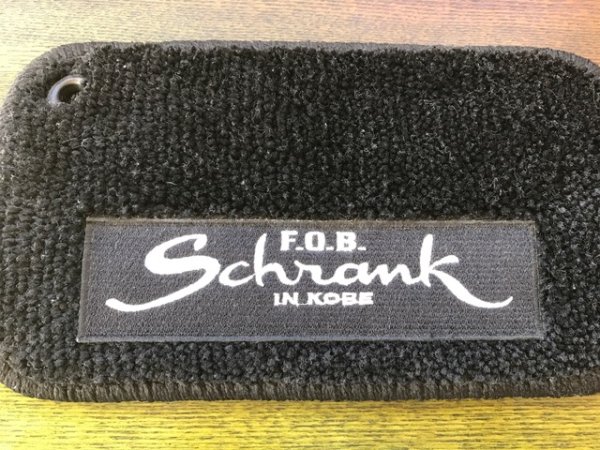 F.O.B.
Schrank
IN KOBE